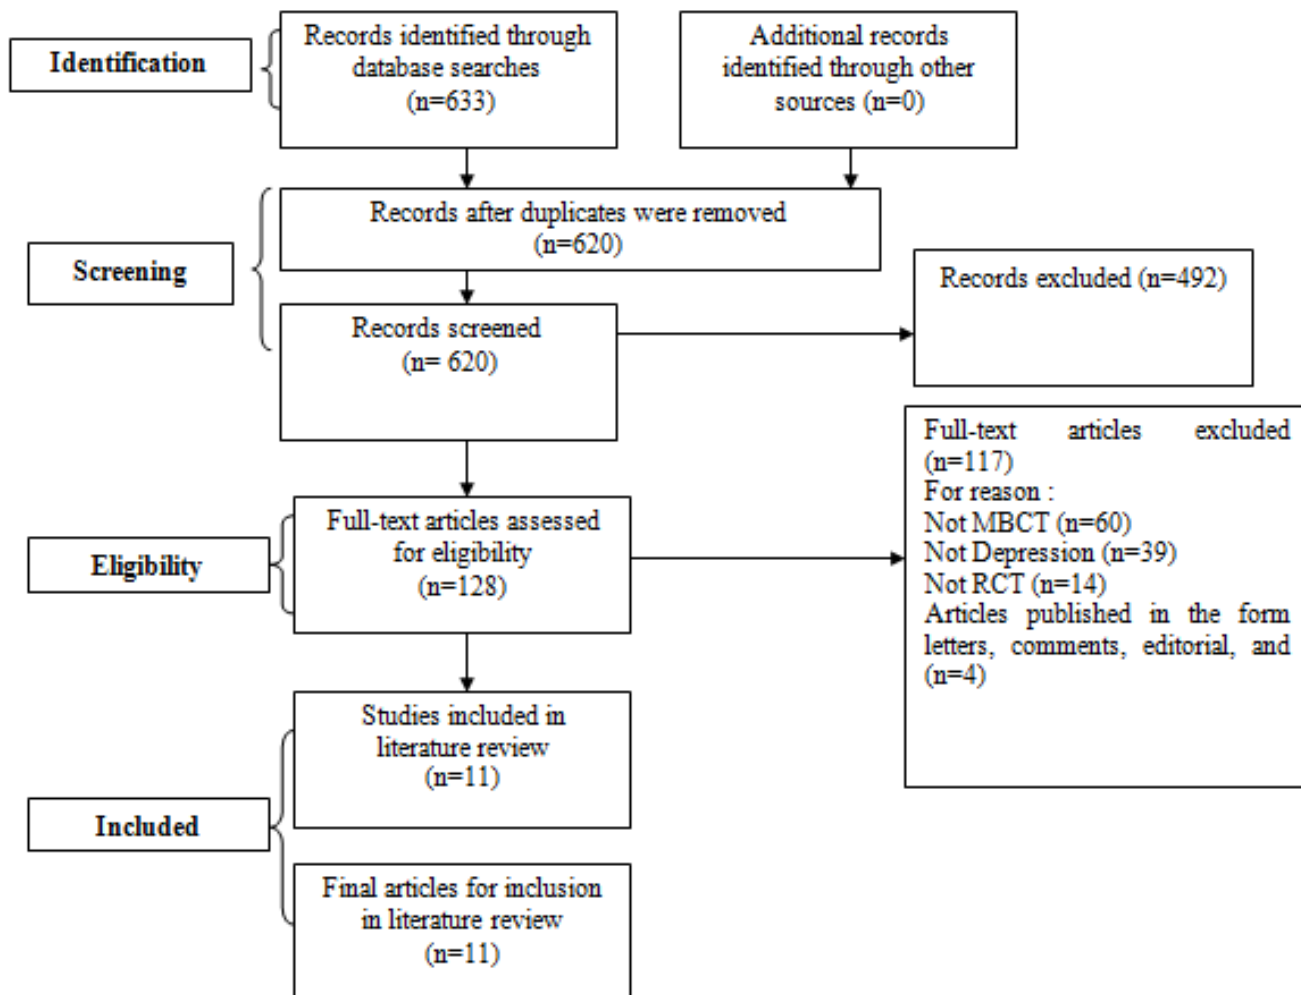 Identification
Records identified through
database searches
(n=633)
Additional records
identified through other
sources (n=0)
Screening
Records after duplicates were removed
(n=620)
Records screened
(n= 620)
Records excluded (n=492)
Eligibility
Full-text articles assessed
for eligibility
(n=128)
Full-text articles excluded
(n=117)
For reason :
Not MBCT (n=60)
Not Depression (n=39)
Not RCT (n=14)
Articles published in the form
letters, comments, editorial, and
(n=4)
Included
Studies included in
literature review
(n=11)
Final articles for inclusion
in literature review
(n=11)